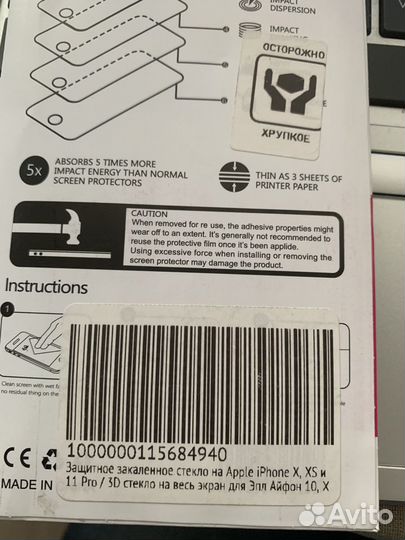 IMPACT
DISPERSION
IMPACT
ОСТОРОЖНО
ХРУПКОЕ
5x
ABSORBS 5 TIMES MORE
IMPACT ENERGY THAN NORMAL
SCREEN PROTECTORS
THIN AS 3 SHEETS OF
PRINTER PAPER
CAUTION
When removed for re use, the adhesive properties might
wear off to an extent. It's generally not recommended to
reuse the protective film once it's been applide.
Using excessive force when installing or removing the
screen protector may damage the product.
Instructions
1
Clean screen with wet
no residual thing on the
1000000115684940
Защитное закаленное стекло на Apple iPhone X, XS и
11 Pro / 3D стекло на весь экран для Эпл Айфон 10, X
CE
MADE IN
Avito